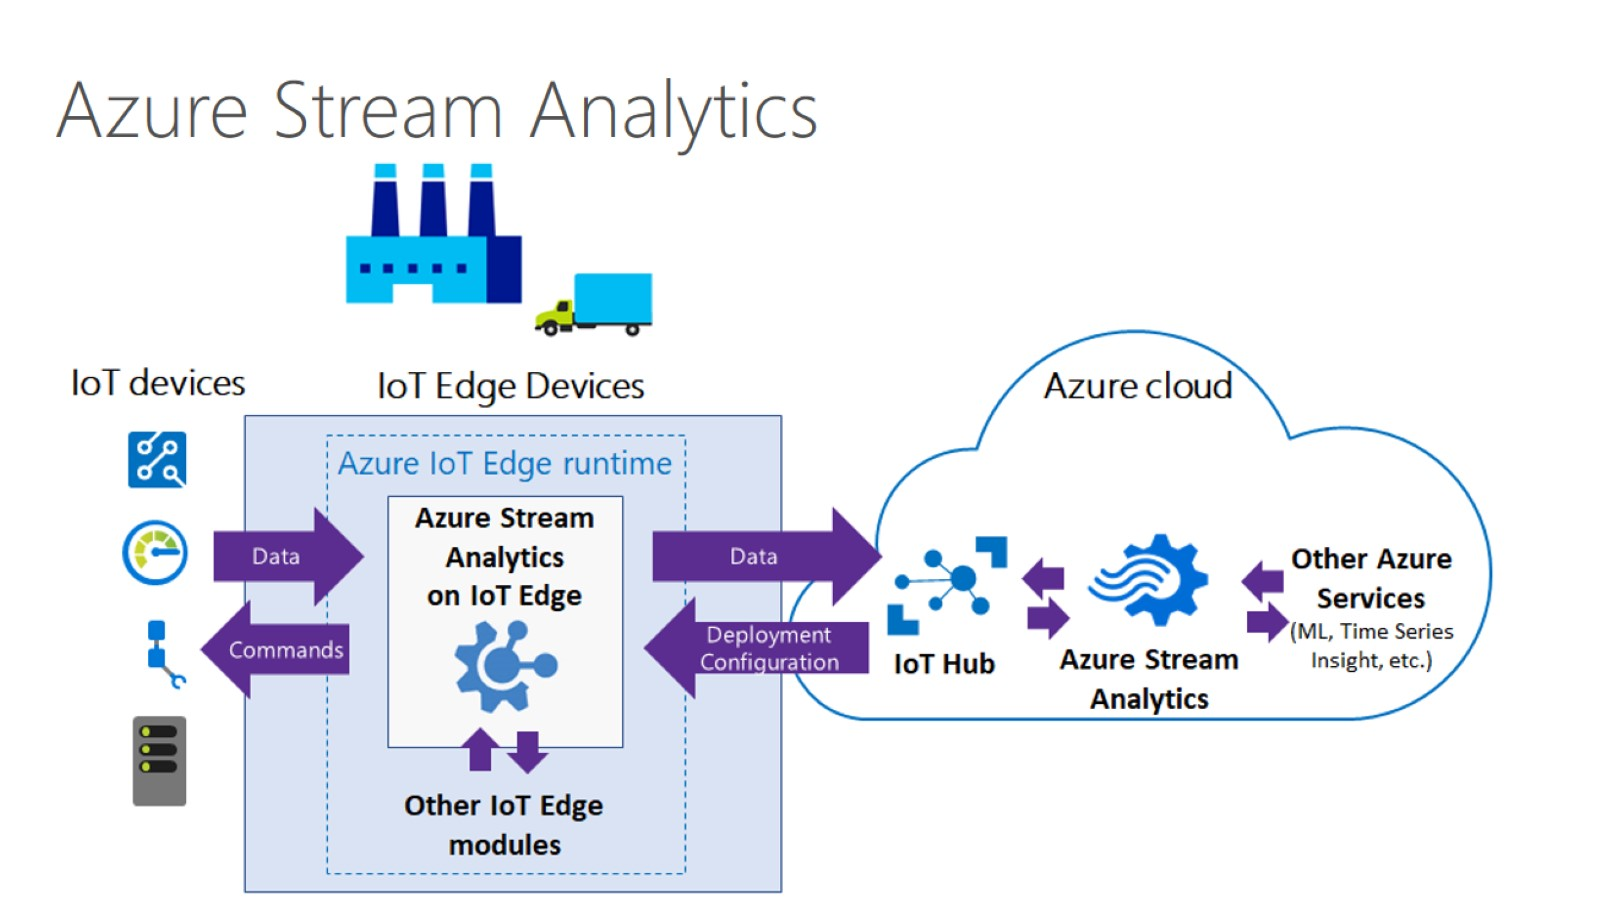 Azure Stream Analytics
IoT devices
IoT Edge Devices
Azure cloud
Azure IoT Edge runtime
Azure Stream
Analytics
on IoT Edge
Data
Commands
Data
Deployment
Configuration
Other IoT Edge
modules
IoT Hub
Azure Stream
Analytics
Other Azure
Services
(ML, Time Series
Insight, etc.)